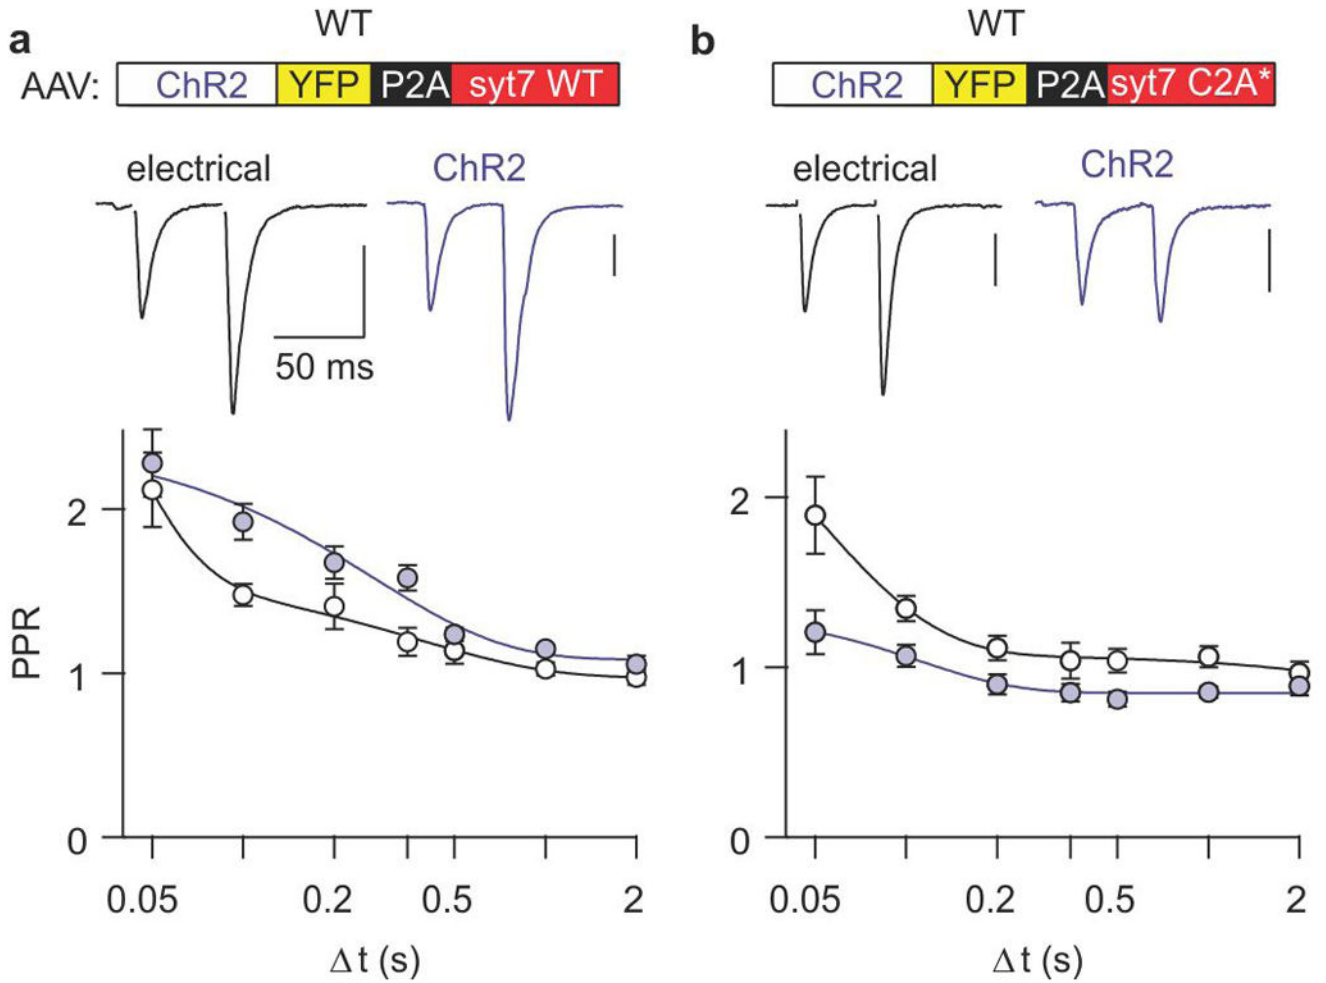 a
WT
AAV: ChR2 YFP P2A syt7 WT
electrical
ChR2
50 ms
PPR
2
1
0
0.05 0.2 0.5 2
Δ t (s)
b
WT
ChR2 YFP P2A syt7 C2A*
electrical
ChR2
2
1
0
0.05 0.2 0.5 2
Δ t (s)